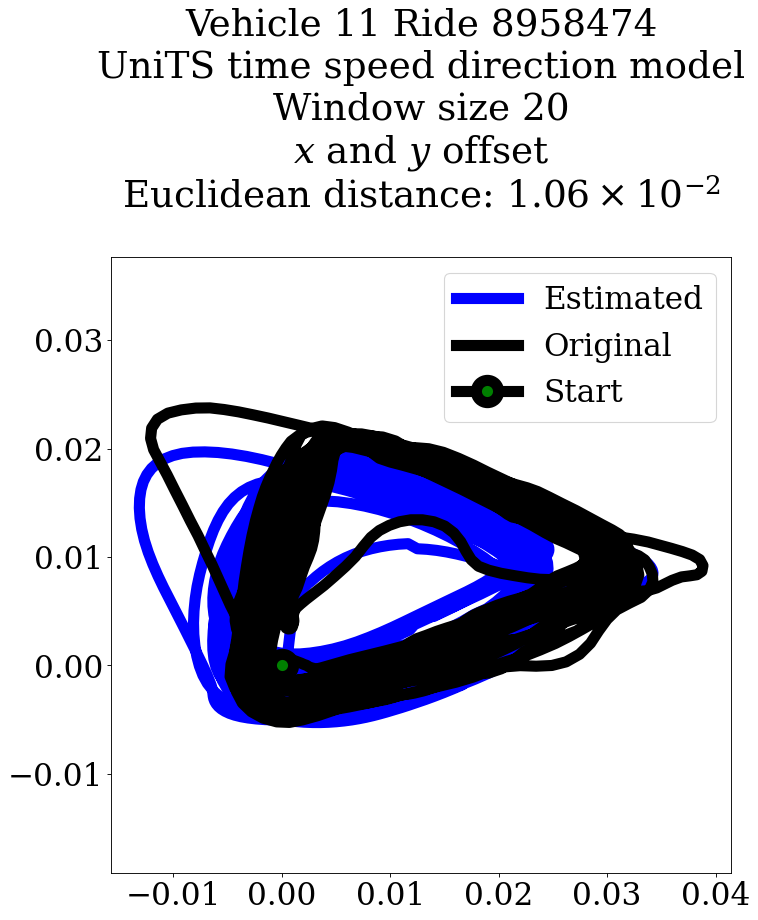 Vehicle 11 Ride 8958474
UniTS time speed direction model
Window size 20
x and y offset
Euclidean distance: 1.06 × 10⁻²
Estimated
Original
Start
0.03
0.02
0.01
0.00
−0.01
−0.01 0.00 0.01 0.02 0.03 0.04